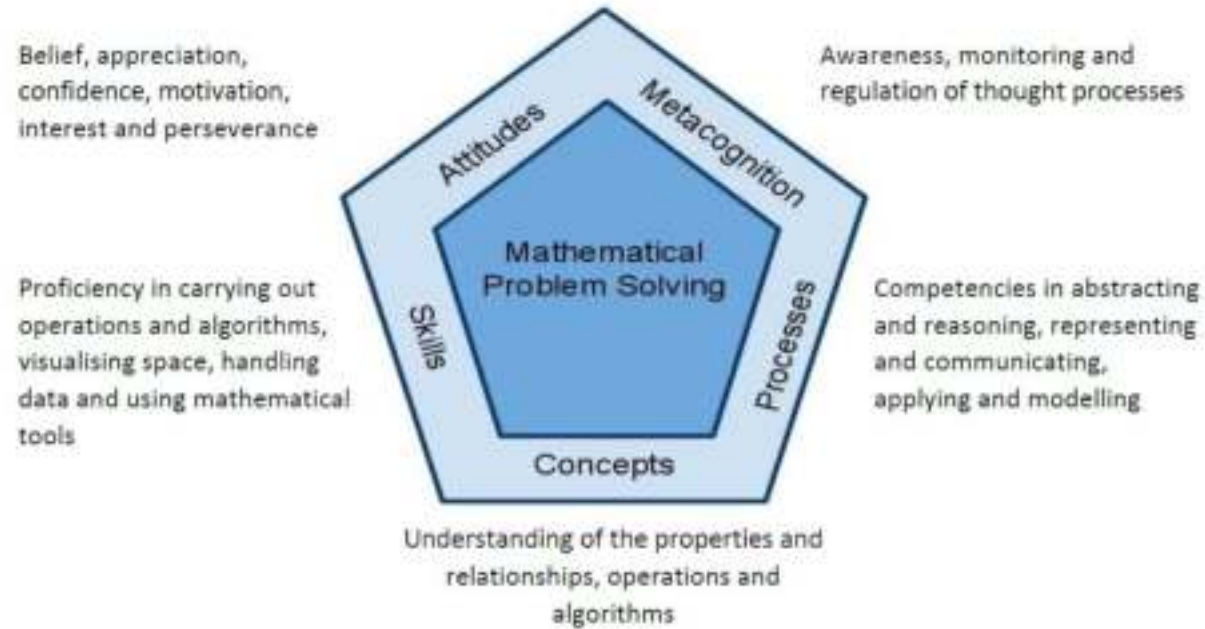 Belief, appreciation,
confidence, motivation,
interest and perseverance
Awareness, monitoring and
regulation of thought processes
Attitudes
Metacognition
Mathematical
Problem Solving
Proficiency in carrying out
operations and algorithms,
visualising space, handling
data and using mathematical
tools
Skills
Processes
Competencies in abstracting
and reasoning, representing
and communicating,
applying and modelling
Concepts
Understanding of the properties and
relationships, operations and
algorithms